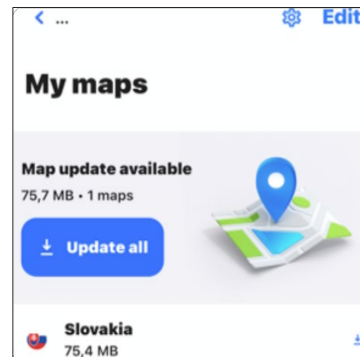 ... Edit
My maps
Map update available
75,7 MB • 1 maps
Update all
Slovakia
75,4 MB